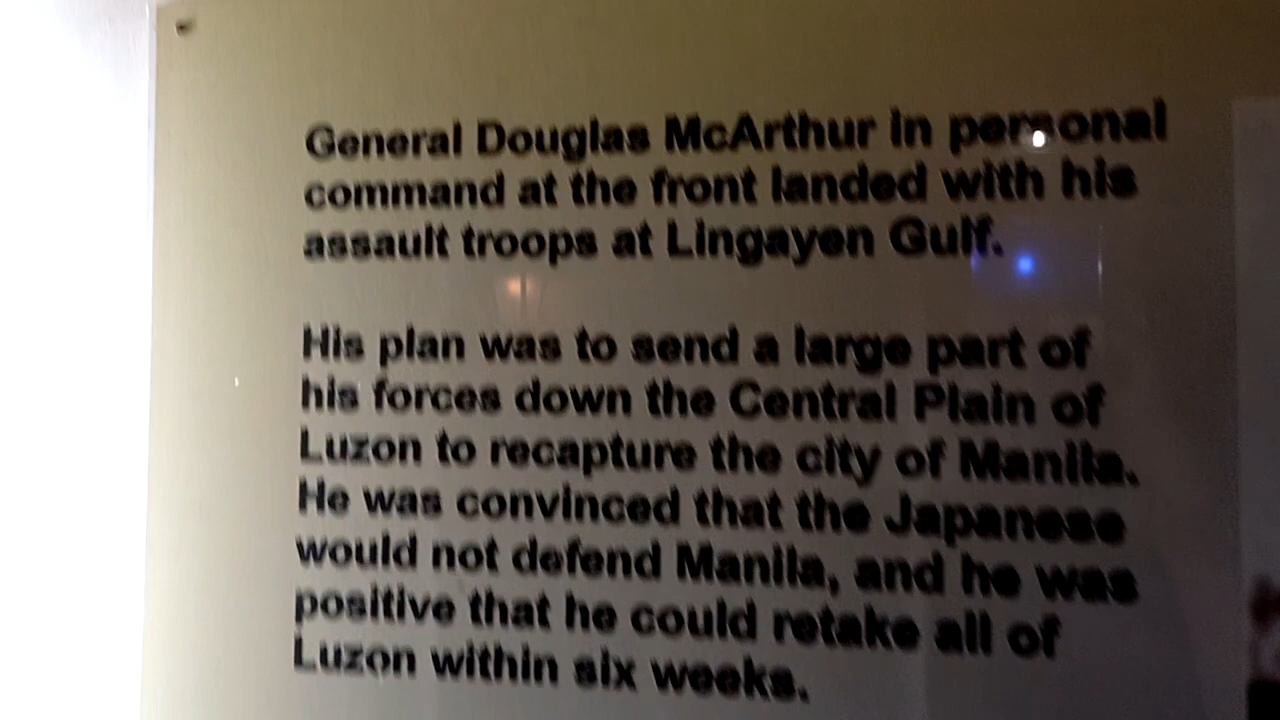 General Douglas McArthur in personal
command at the front landed with his
assault troops at Lingayen Gulf.
His plan was to send a large part of
his forces down the Central Plain of
Luzon to recapture the city of Manila.
He was convinced that the Japanese
would not defend Manila, and he was
positive that he could retake all of
Luzon within six weeks.